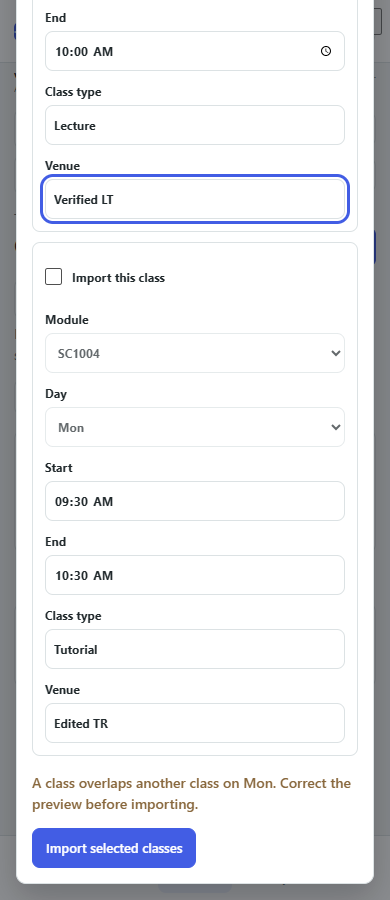 End
10:00 AM
Class type
Lecture
Venue
Verified LT
Import this class
Module
SC1004
Day
Mon
Start
09:30 AM
End
10:30 AM
Class type
Tutorial
Venue
Edited TR
A class overlaps another class on Mon. Correct the
preview before importing.
Import selected classes